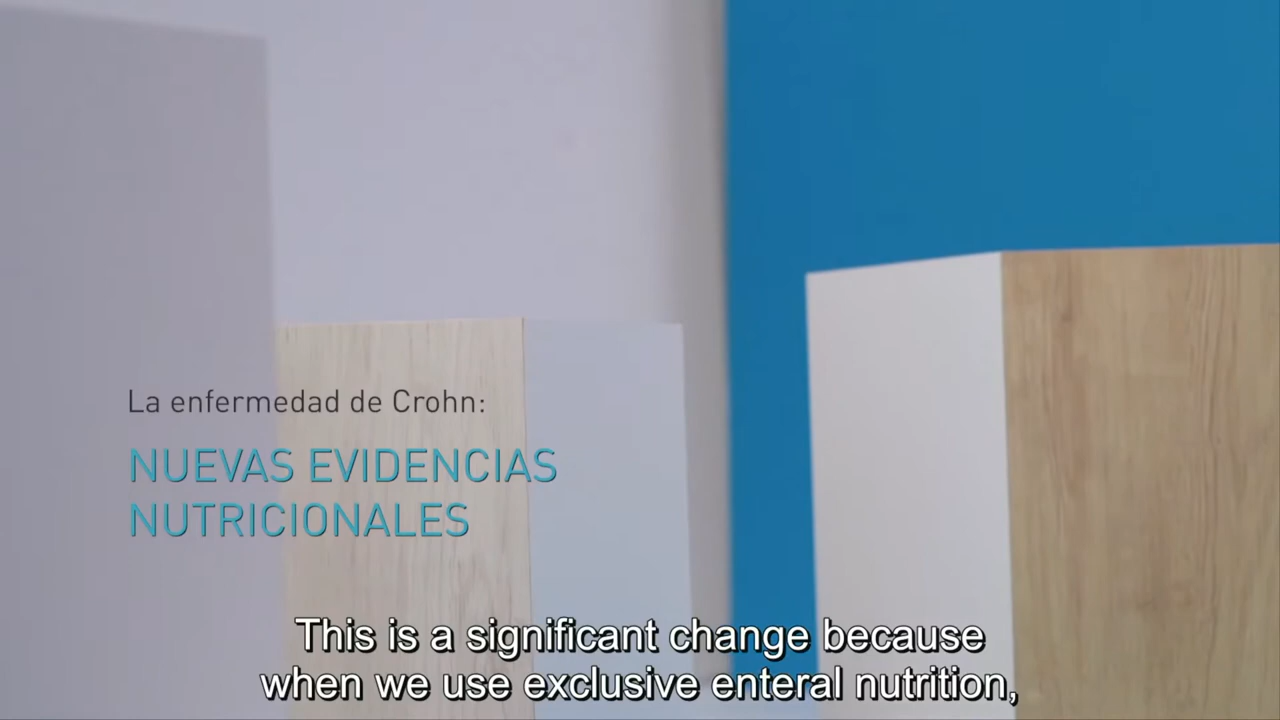 La enfermedad de Crohn:
NUEVAS EVIDENCIAS
NUTRICIONALES
This is a significant change because
when we use exclusive enteral nutrition,